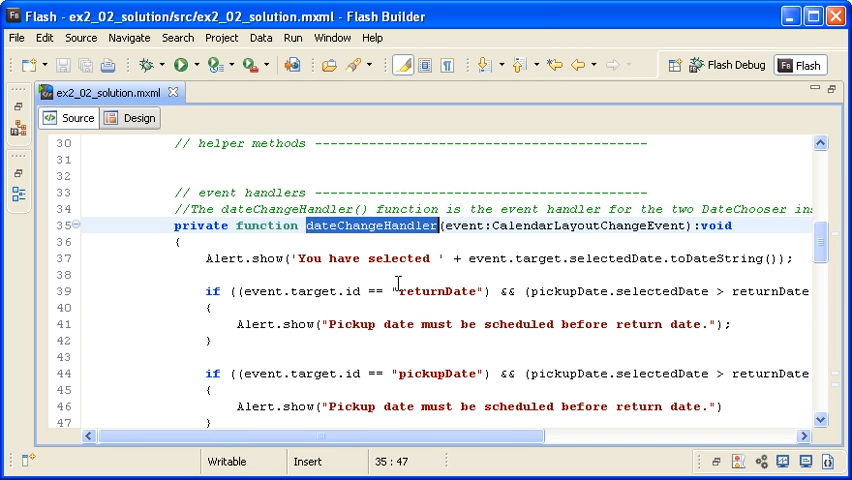 Flash - ex2_02_solution/src/ex2_02_solution.mxml - Flash Builder
File Edit Source Navigate Search Project Data Run Window Help
Flash Debug Fb Flash
ex2_02_solution.mxml
Source Design
30 // helper methods ------------------------------------------
31
32
33 // event handlers ------------------------------------------
34 //The dateChangeHandler() function is the event handler for the two DateChooser ins
35 private function dateChangeHandler(event:CalendarLayoutChangeEvent):void
36 {
37 Alert.show('You have selected ' + event.target.selectedDate.toDateString());
38
39 if ((event.target.id == "returnDate") && (pickupDate.selectedDate > returnDate
40 {
41 Alert.show("Pickup date must be scheduled before return date.");
42 }
43
44 if ((event.target.id == "pickupDate") && (pickupDate.selectedDate > returnDate
45 {
46 Alert.show("Pickup date must be scheduled before return date.")
47 }
Writable Insert 35 : 47